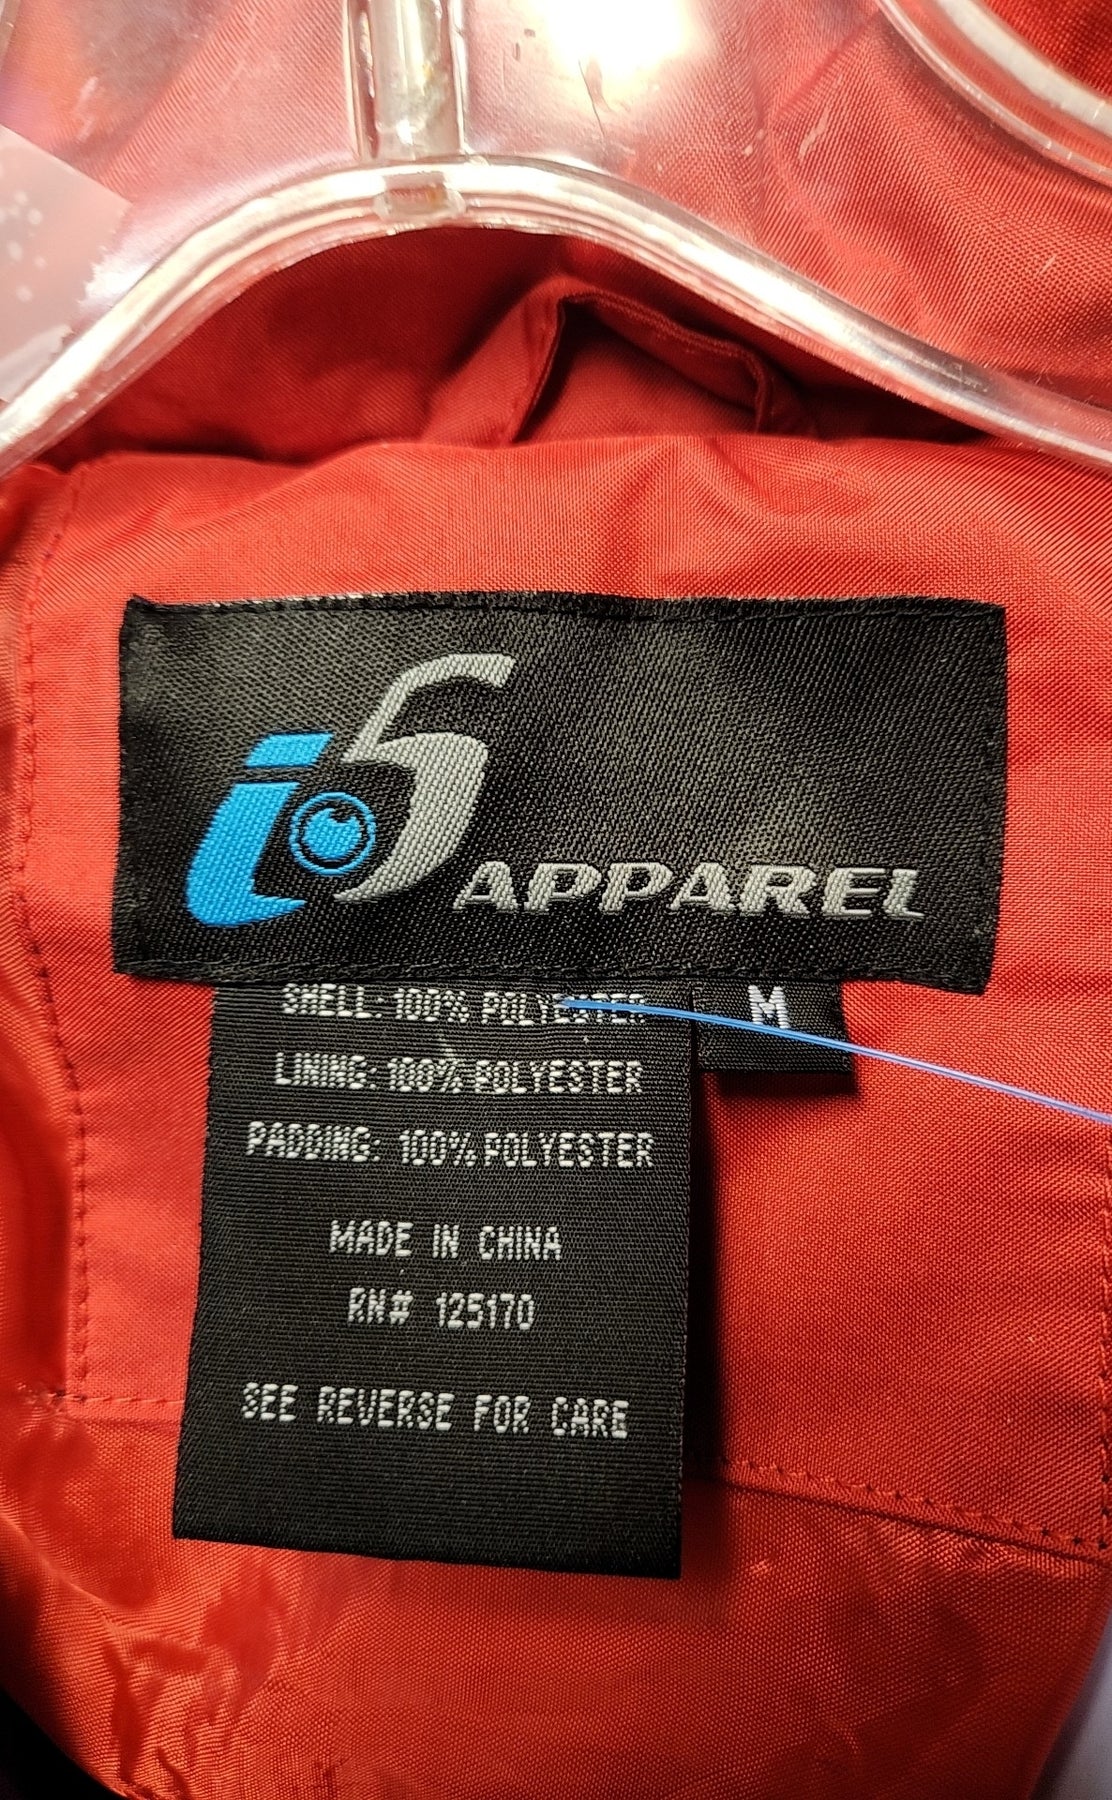 i5 APPAREL
M
SHELL: 100% POLYESTER
LINING: 100% POLYESTER
PADDING: 100% POLYESTER
MADE IN CHINA
RN# 125170
SEE REVERSE FOR CARE